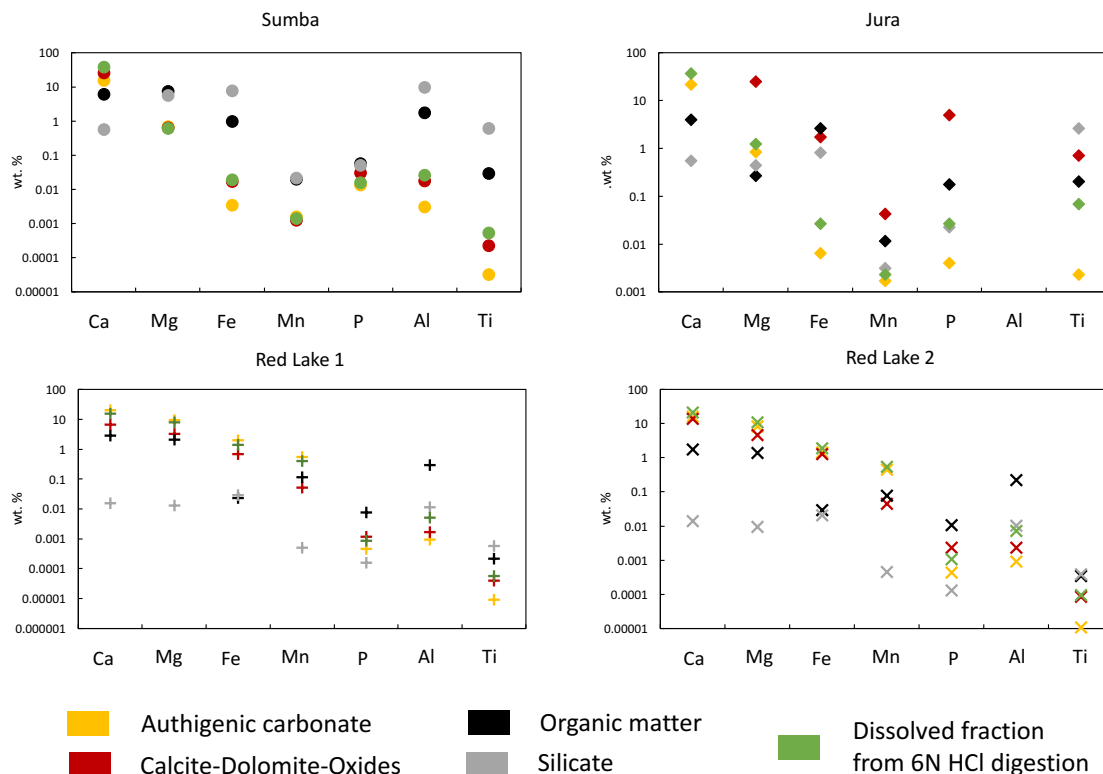 Sumba
100
10
1
0.1
0.01
0.001
0.0001
0.00001
wt. %
Ca Mg Fe Mn P Al Ti
Jura
100
10
1
0.1
0.01
0.001
.wt %
Ca Mg Fe Mn P Al Ti
Red Lake 1
100
10
1
0.1
0.01
0.001
0.0001
0.00001
0.000001
wt. %
Ca Mg Fe Mn P Al Ti
Red Lake 2
100
10
1
0.1
0.01
0.001
0.0001
0.00001
wt. %
Ca Mg Fe Mn P Al Ti
Authigenic carbonate
Calcite-Dolomite-Oxides
Organic matter
Silicate
Dissolved fraction
from 6N HCl digestion